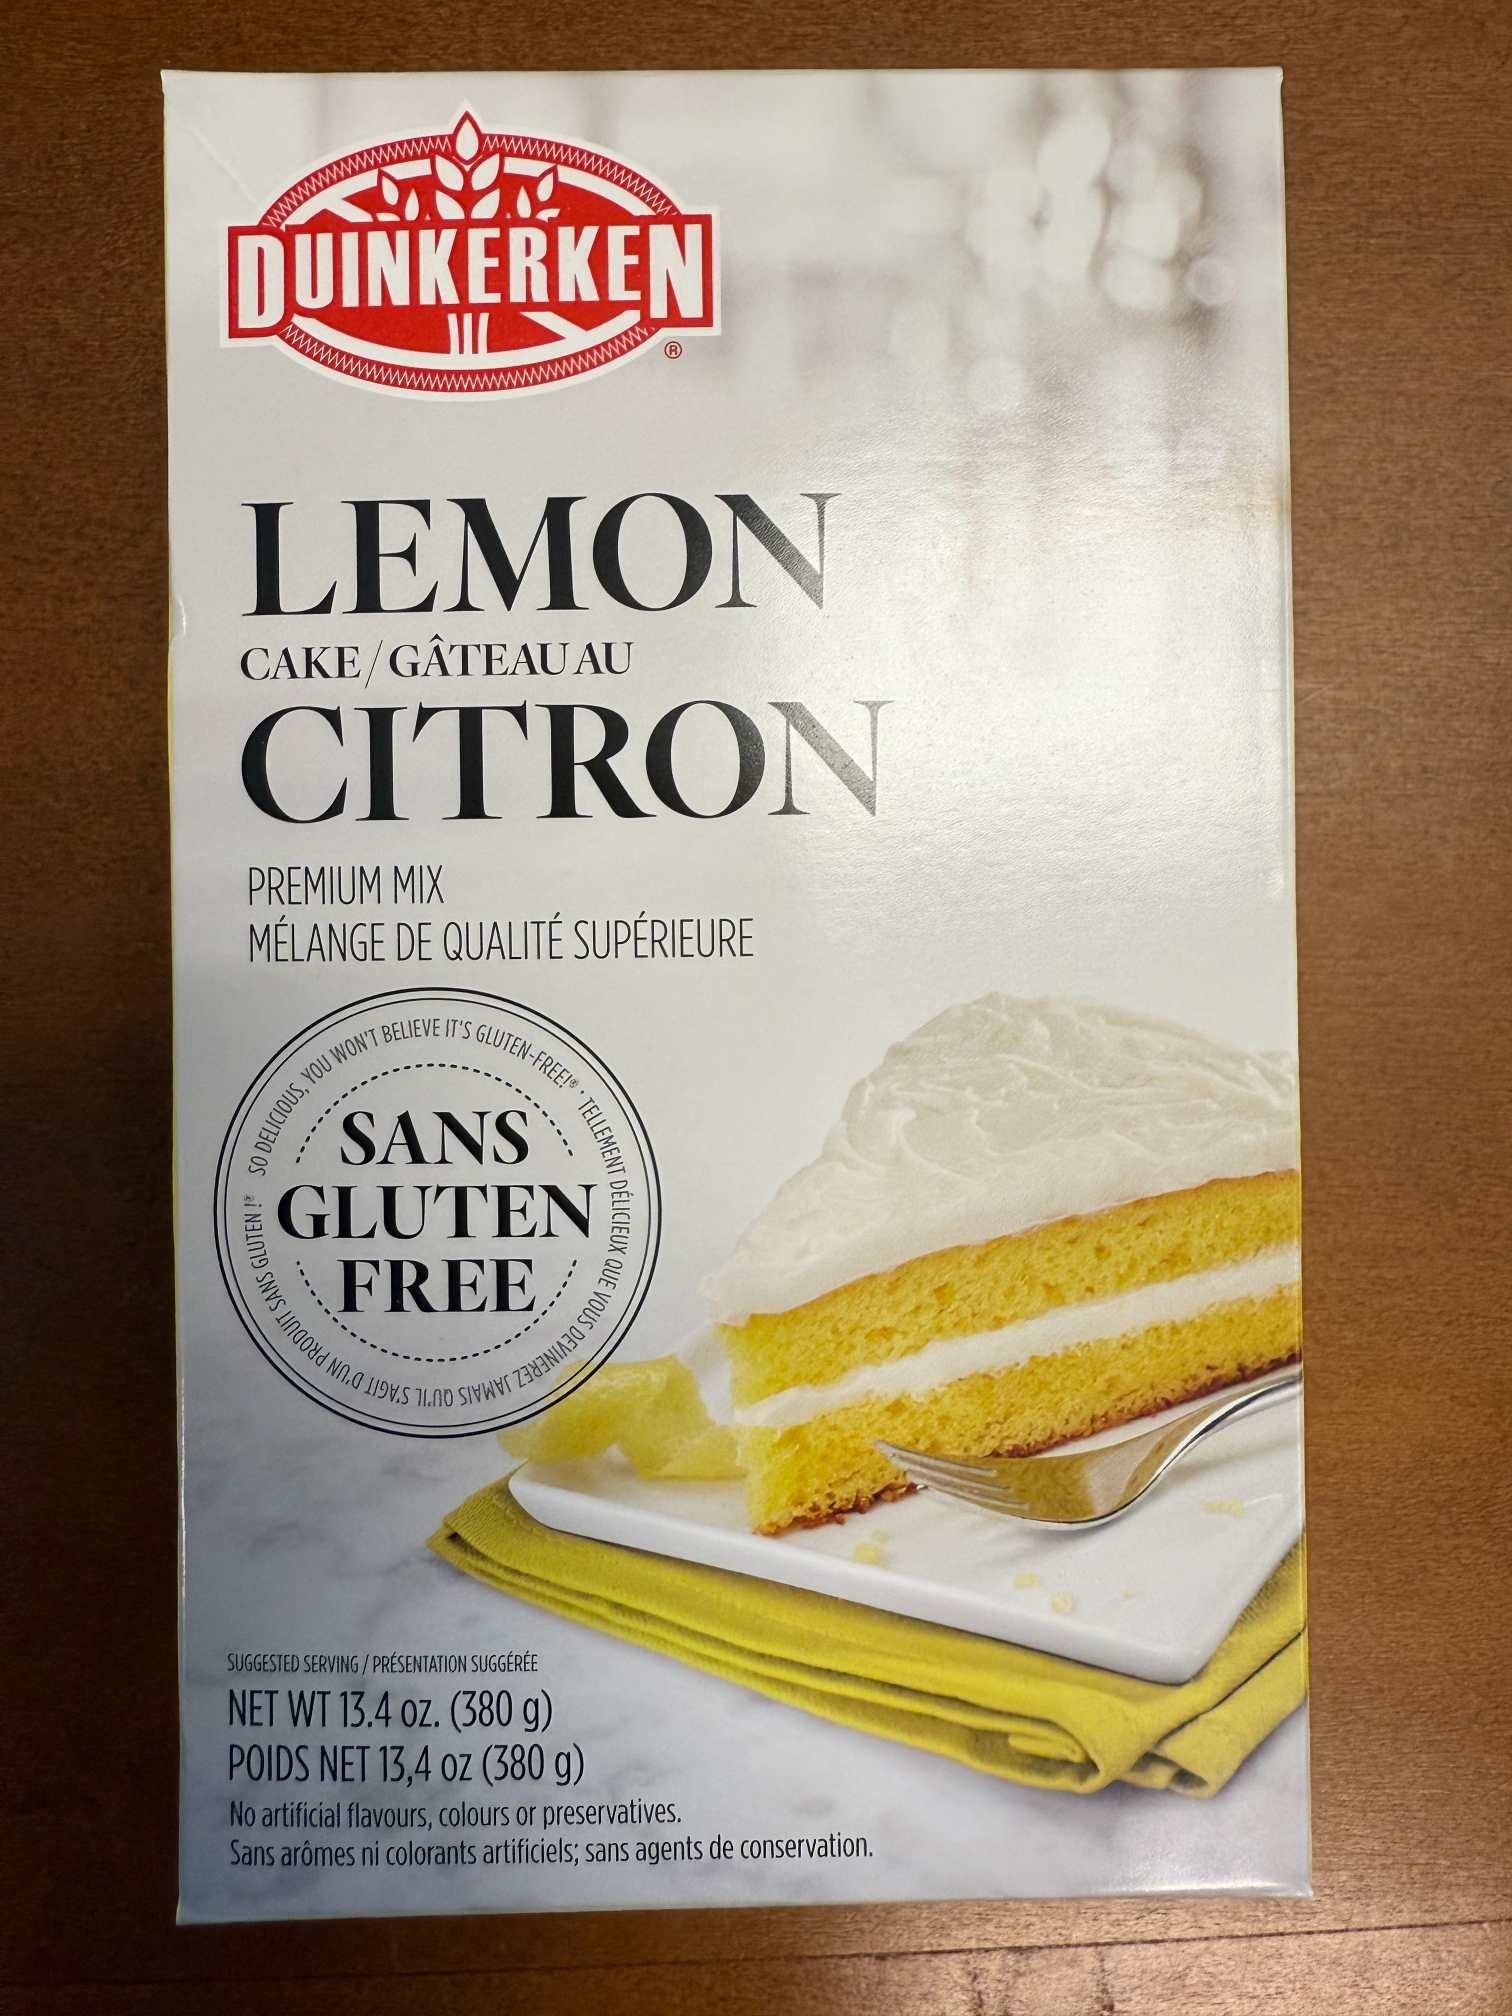 DUINKERKEN
®
LEMON
CAKE/GÂTEAU AU
CITRON
PREMIUM MIX
MÉLANGE DE QUALITÉ SUPÉRIEURE
SO DELICIOUS, YOU WON'T BELIEVE IT'S GLUTEN-FREE!® • TELLEMENT DÉLICIEUX QUE VOUS DEVINEREZ JAMAIS QU'IL S'AGIT D'UN PRODUIT SANS GLUTEN !®
SANS
GLUTEN
FREE
SUGGESTED SERVING / PRÉSENTATION SUGGÉRÉE
NET WT 13.4 oz. (380 g)
POIDS NET 13,4 oz (380 g)
No artificial flavours, colours or preservatives.
Sans arômes ni colorants artificiels; sans agents de conservation.